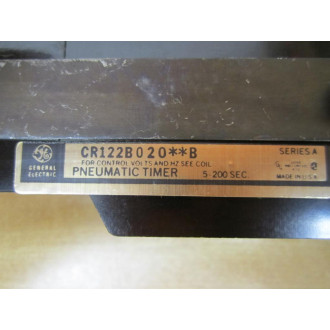 CR122B020**B
SERIES A
FOR CONTROL VOLTS AND HZ SEE COIL
GENERAL
ELECTRIC
PNEUMATIC TIMER
5-200 SEC.
MADE IN U.S.A.